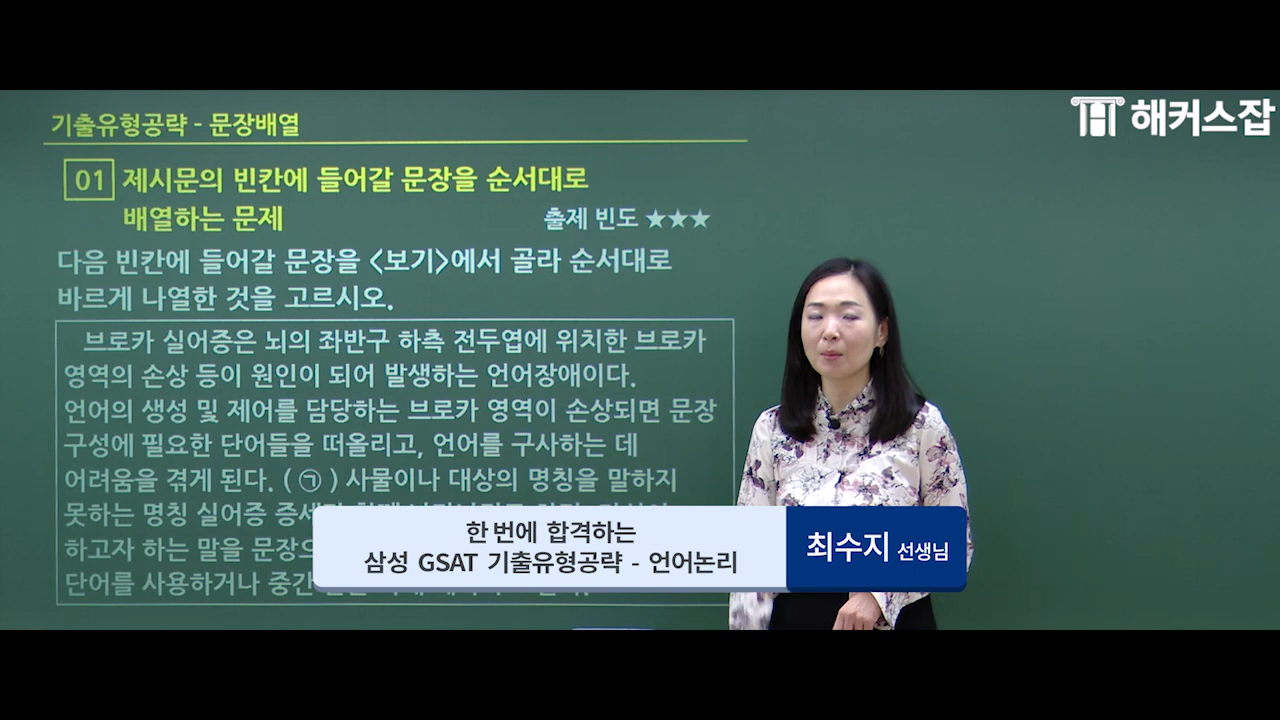 해커스잡
기출유형공략 - 문장배열
01 제시문의 빈칸에 들어갈 문장을 순서대로
배열하는 문제 출제 빈도 ★★★
다음 빈칸에 들어갈 문장을 <보기>에서 골라 순서대로
바르게 나열한 것을 고르시오.
브로카 실어증은 뇌의 좌반구 하측 전두엽에 위치한 브로카
영역의 손상 등이 원인이 되어 발생하는 언어장애이다.
언어의 생성 및 제어를 담당하는 브로카 영역이 손상되면 문장
구성에 필요한 단어들을 떠올리고, 언어를 구사하는 데
어려움을 겪게 된다. ( ㉠ ) 사물이나 대상의 명칭을 말하지
못하는 명칭 실어증
하고자 하는 말을
단어를 사용하거나 중간
한 번에 합격하는
삼성 GSAT 기출유형공략 - 언어논리
최수지 선생님